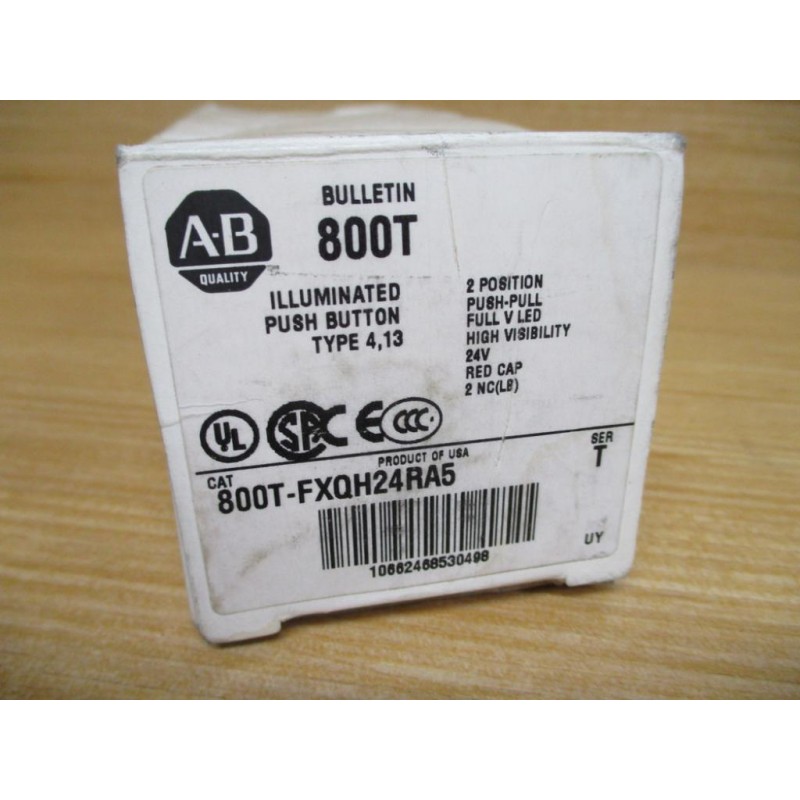 A-B
QUALITY
BULLETIN
800T
ILLUMINATED
PUSH BUTTON
TYPE 4,13
2 POSITION
PUSH-PULL
FULL V LED
HIGH VISIBILITY
24V
RED CAP
2 NC(LB)
UL
SA
CE
CCC
PRODUCT OF USA
SER
T
CAT
800T-FXQH24RA5
10662468530498
UY